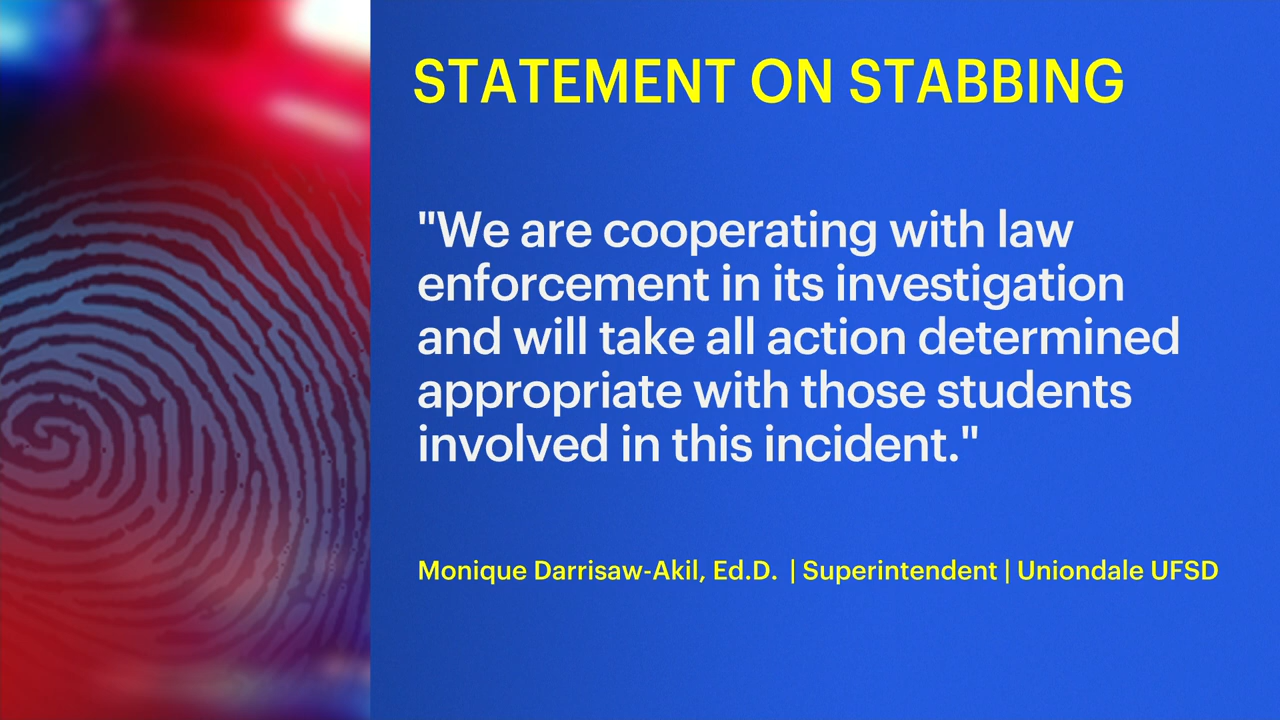 STATEMENT ON STABBING
"We are cooperating with law
enforcement in its investigation
and will take all action determined
appropriate with those students
involved in this incident."
Monique Darrisaw-Akil, Ed.D. | Superintendent | Uniondale UFSD